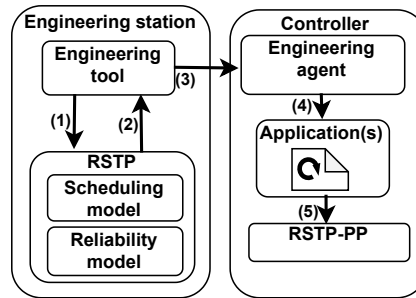 Engineering station
Engineering
tool
(1)
(2)
(3)
RSTP
Scheduling
model
Reliability
model
Controller
Engineering
agent
(4)
Application(s)
(5)
RSTP-PP